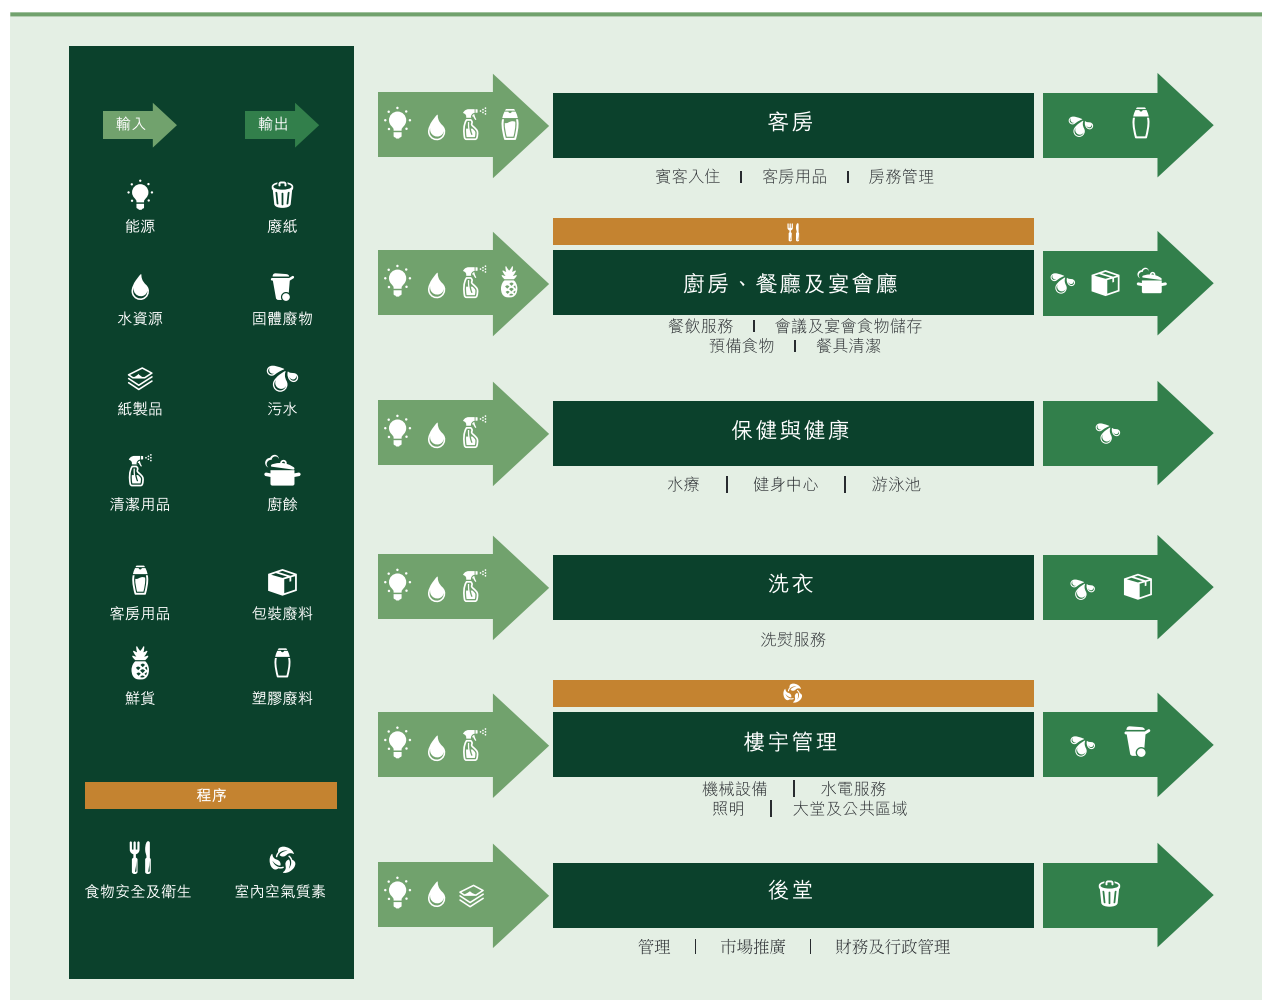 輸入 輸出
能源 廢紙
水資源 固體廢物
紙製品 污水
清潔用品 廚餘
客房用品 包裝廢料
鮮貨 塑膠廢料
程序
食物安全及衛生 室內空氣質素
客房
賓客入住 | 客房用品 | 房務管理
廚房、餐廳及宴會廳
餐飲服務 | 會議及宴會食物儲存
預備食物 | 餐具清潔
保健與健康
水療 | 健身中心 | 游泳池
洗衣
洗熨服務
樓宇管理
機械設備 | 水電服務
照明 | 大堂及公共區域
後堂
管理 | 市場推廣 | 財務及行政管理